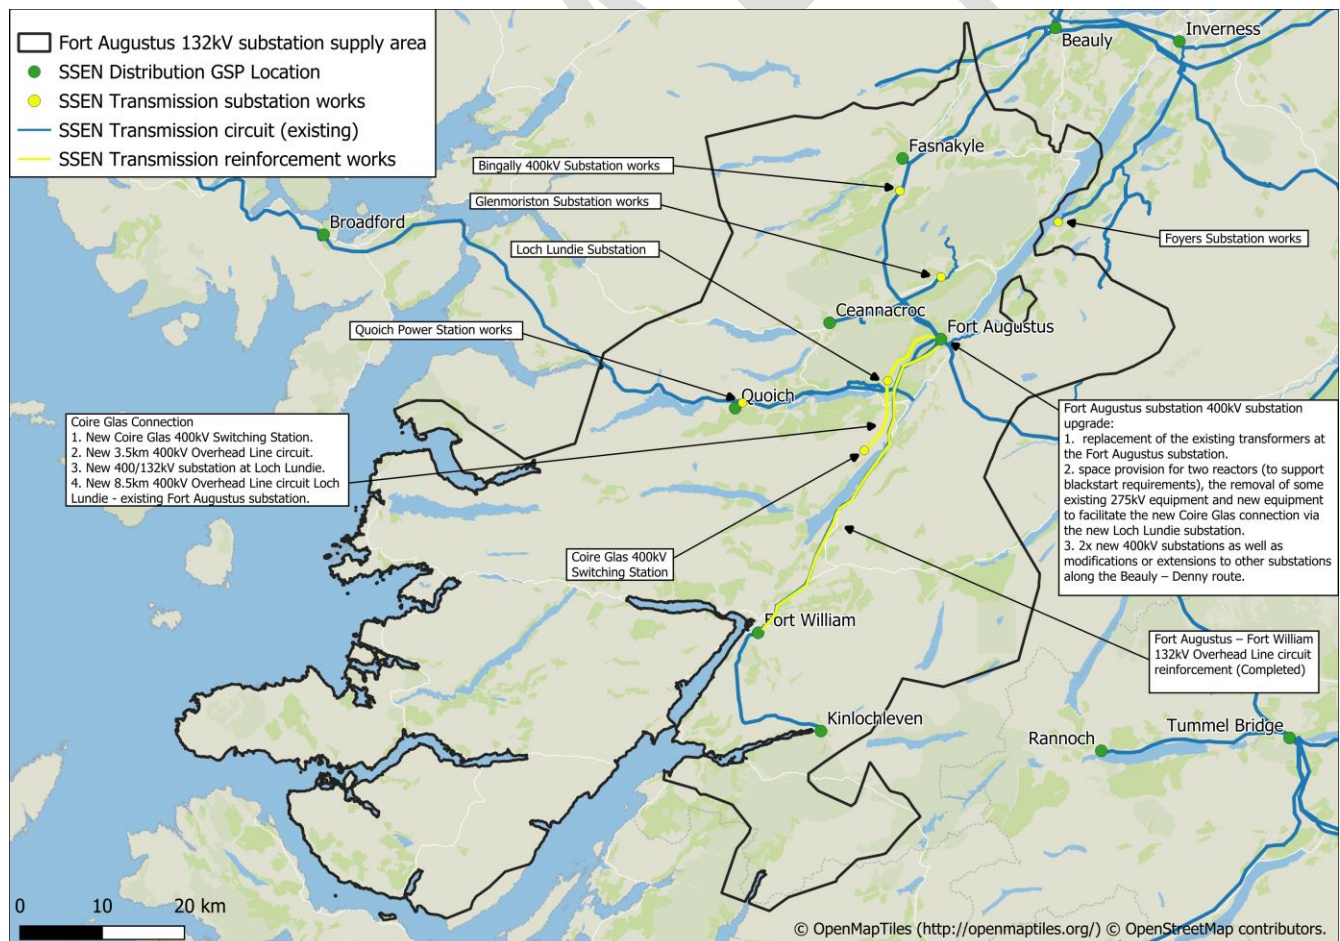 Fort Augustus 132kV substation supply area
SSEN Distribution GSP Location
SSEN Transmission substation works
SSEN Transmission circuit (existing)
SSEN Transmission reinforcement works
Beauly
Inverness
Fasnakyle
Bingally 400kV Substation works
Glenmoriston Substation works
Broadford
Loch Lundie Substation
Foyers Substation works
Ceannacroc
Fort Augustus
Quoich Power Station works
Quoich
Coire Glas Connection
1. New Coire Glas 400kV Switching Station.
2. New 3.5km 400kV Overhead Line circuit.
3. New 400/132kV substation at Loch Lundie.
4. New 8.5km 400kV Overhead Line circuit Loch
Lundie - existing Fort Augustus substation.
Fort Augustus substation 400kV substation
upgrade:
1. replacement of the existing transformers at
the Fort Augustus substation.
2. space provision for two reactors (to support
blackstart requirements), the removal of some
existing 275kV equipment and new equipment
to facilitate the new Coire Glas connection via
the new Loch Lundie substation.
3. 2x new 400kV substations as well as
modifications or extensions to other substations
along the Beauly – Denny route.
Coire Glas 400kV
Switching Station
Fort William
Fort Augustus – Fort William
132kV Overhead Line circuit
reinforcement (Completed)
Kinlochleven
Rannoch
Tummel Bridge
0 10 20 km
© OpenMapTiles (http://openmaptiles.org/) © OpenStreetMap contributors.